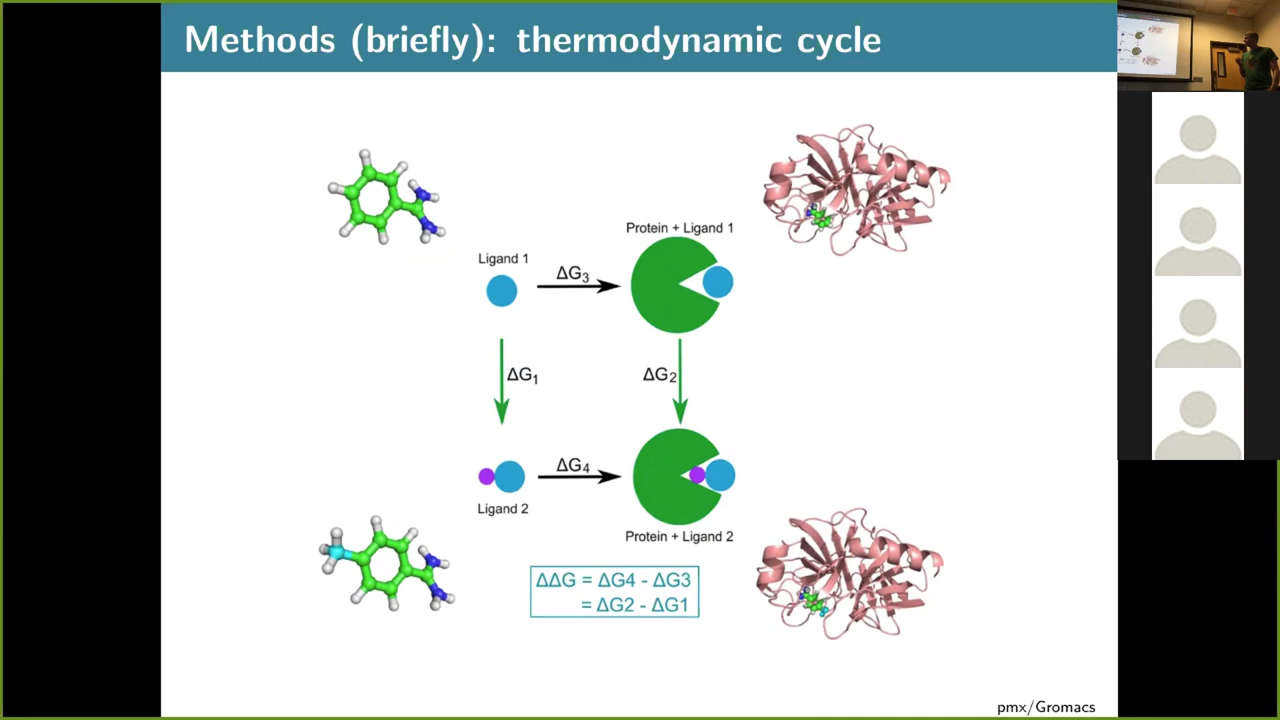 Methods (briefly): thermodynamic cycle
Protein + Ligand 1
Ligand 1
ΔG₃
ΔG₁
ΔG₂
ΔG₄
Ligand 2
Protein + Ligand 2
ΔΔG = ΔG4 - ΔG3
= ΔG2 - ΔG1
pmx/Gromacs